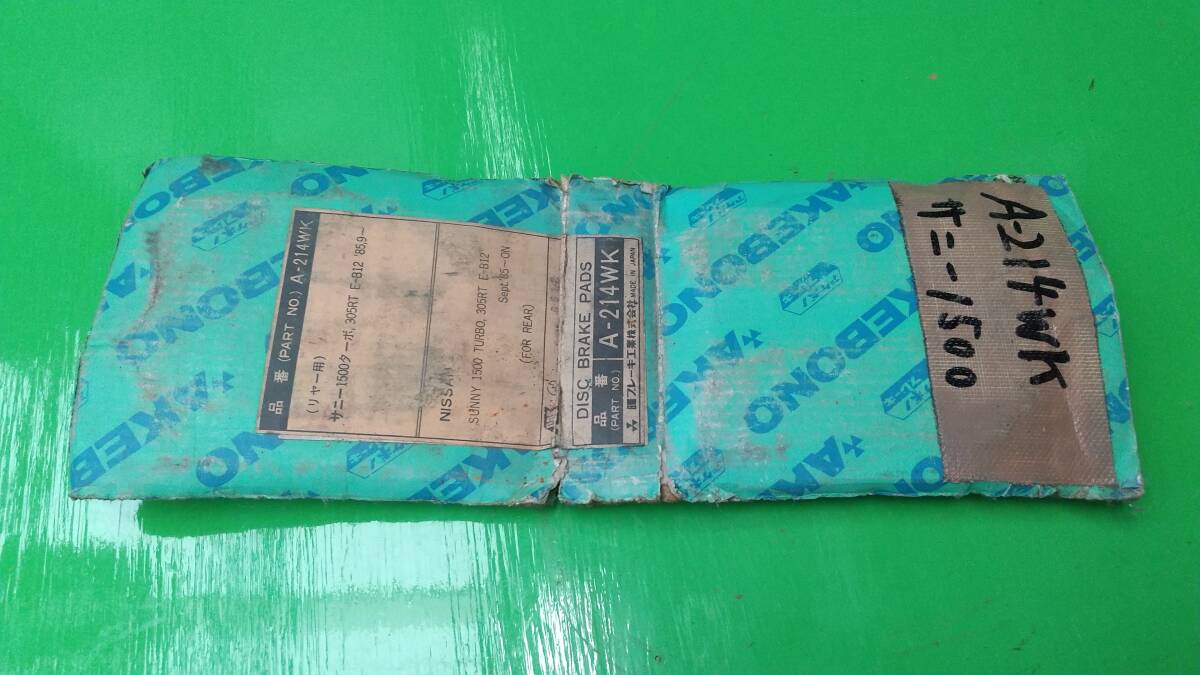 品番 (PART NO.) A-214WK
(リヤー用)
サニー1500ターボ, 305RT E-B12 '85,9~
NISSAN
SUNNY 1500 TURBO, 305RT E-B12
Sept.'85~ON
(FOR REAR)
DISC BRAKE PADS
品番 (PART NO.) A-214WK
ブレーキ工業株式会社 MADE IN JAPAN
A-214WK
サニー1500
AKEBONO
AKEBONO
AKEBONO
AKEBONO